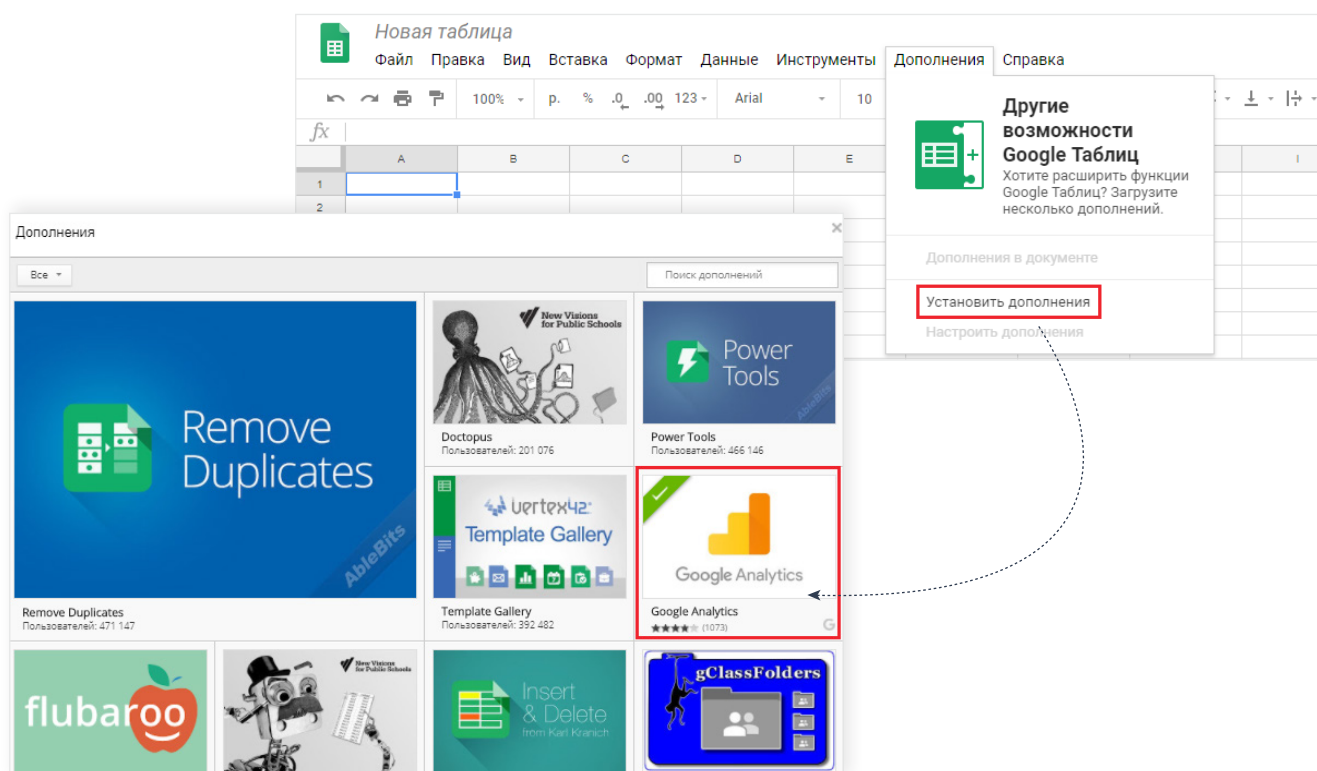 Новая таблица
Файл Правка Вид Вставка Формат Данные Инструменты Дополнения Справка
100% р. % .0 .00 123 Arial 10
fx
A B C D E I
1
2
Другие
возможности
Google Таблиц
Хотите расширить функции
Google Таблиц? Загрузите
несколько дополнений.
Дополнения в документе
Установить дополнения
Настроить дополнения
Дополнения
Все
Поиск дополнений
Remove
Duplicates
AbleBits
Remove Duplicates
Пользователей: 471 147
New Visions
for Public Schools
Doctopus
Пользователей: 201 076
Power
Tools
AbleBits
Power Tools
Пользователей: 466 146
vertex42
Template Gallery
Template Gallery
Пользователей: 392 482
Google Analytics
Google Analytics
(1073)
G
flubaroo
New Visions
for Public Schools
Insert
& Delete
from Karl Kranich
gClassFolders